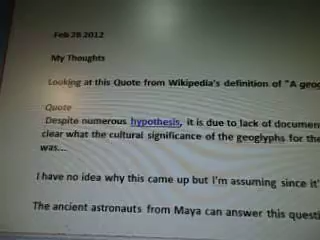 Feb 28 2012
My Thoughts
Looking at this Quote from Wikipedia's definition of "A geog
Quote
Despite numerous hypothesis, it is due to lack of documen
clear what the cultural significance of the geoglyphs for the
was...
I have no idea why this came up but I'm assuming since it'
The ancient astronauts from Maya can answer this questi